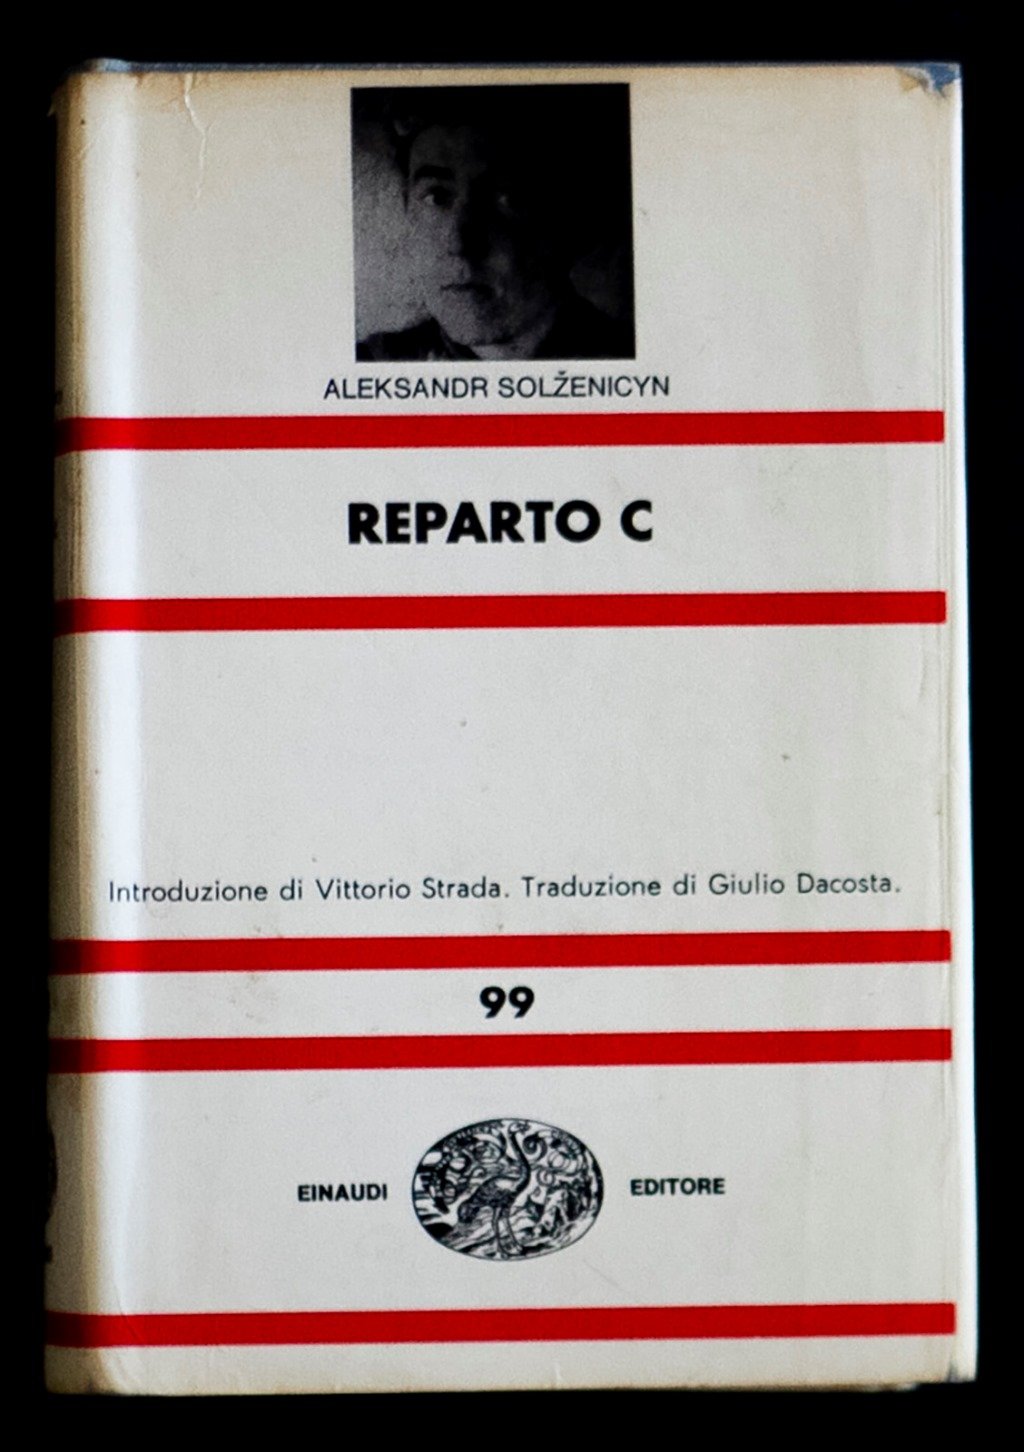 ALEKSANDR SOLŽENICYN
REPARTO C
Introduzione di Vittorio Strada. Traduzione di Giulio Dacosta.
99
EINAUDI EDITORE